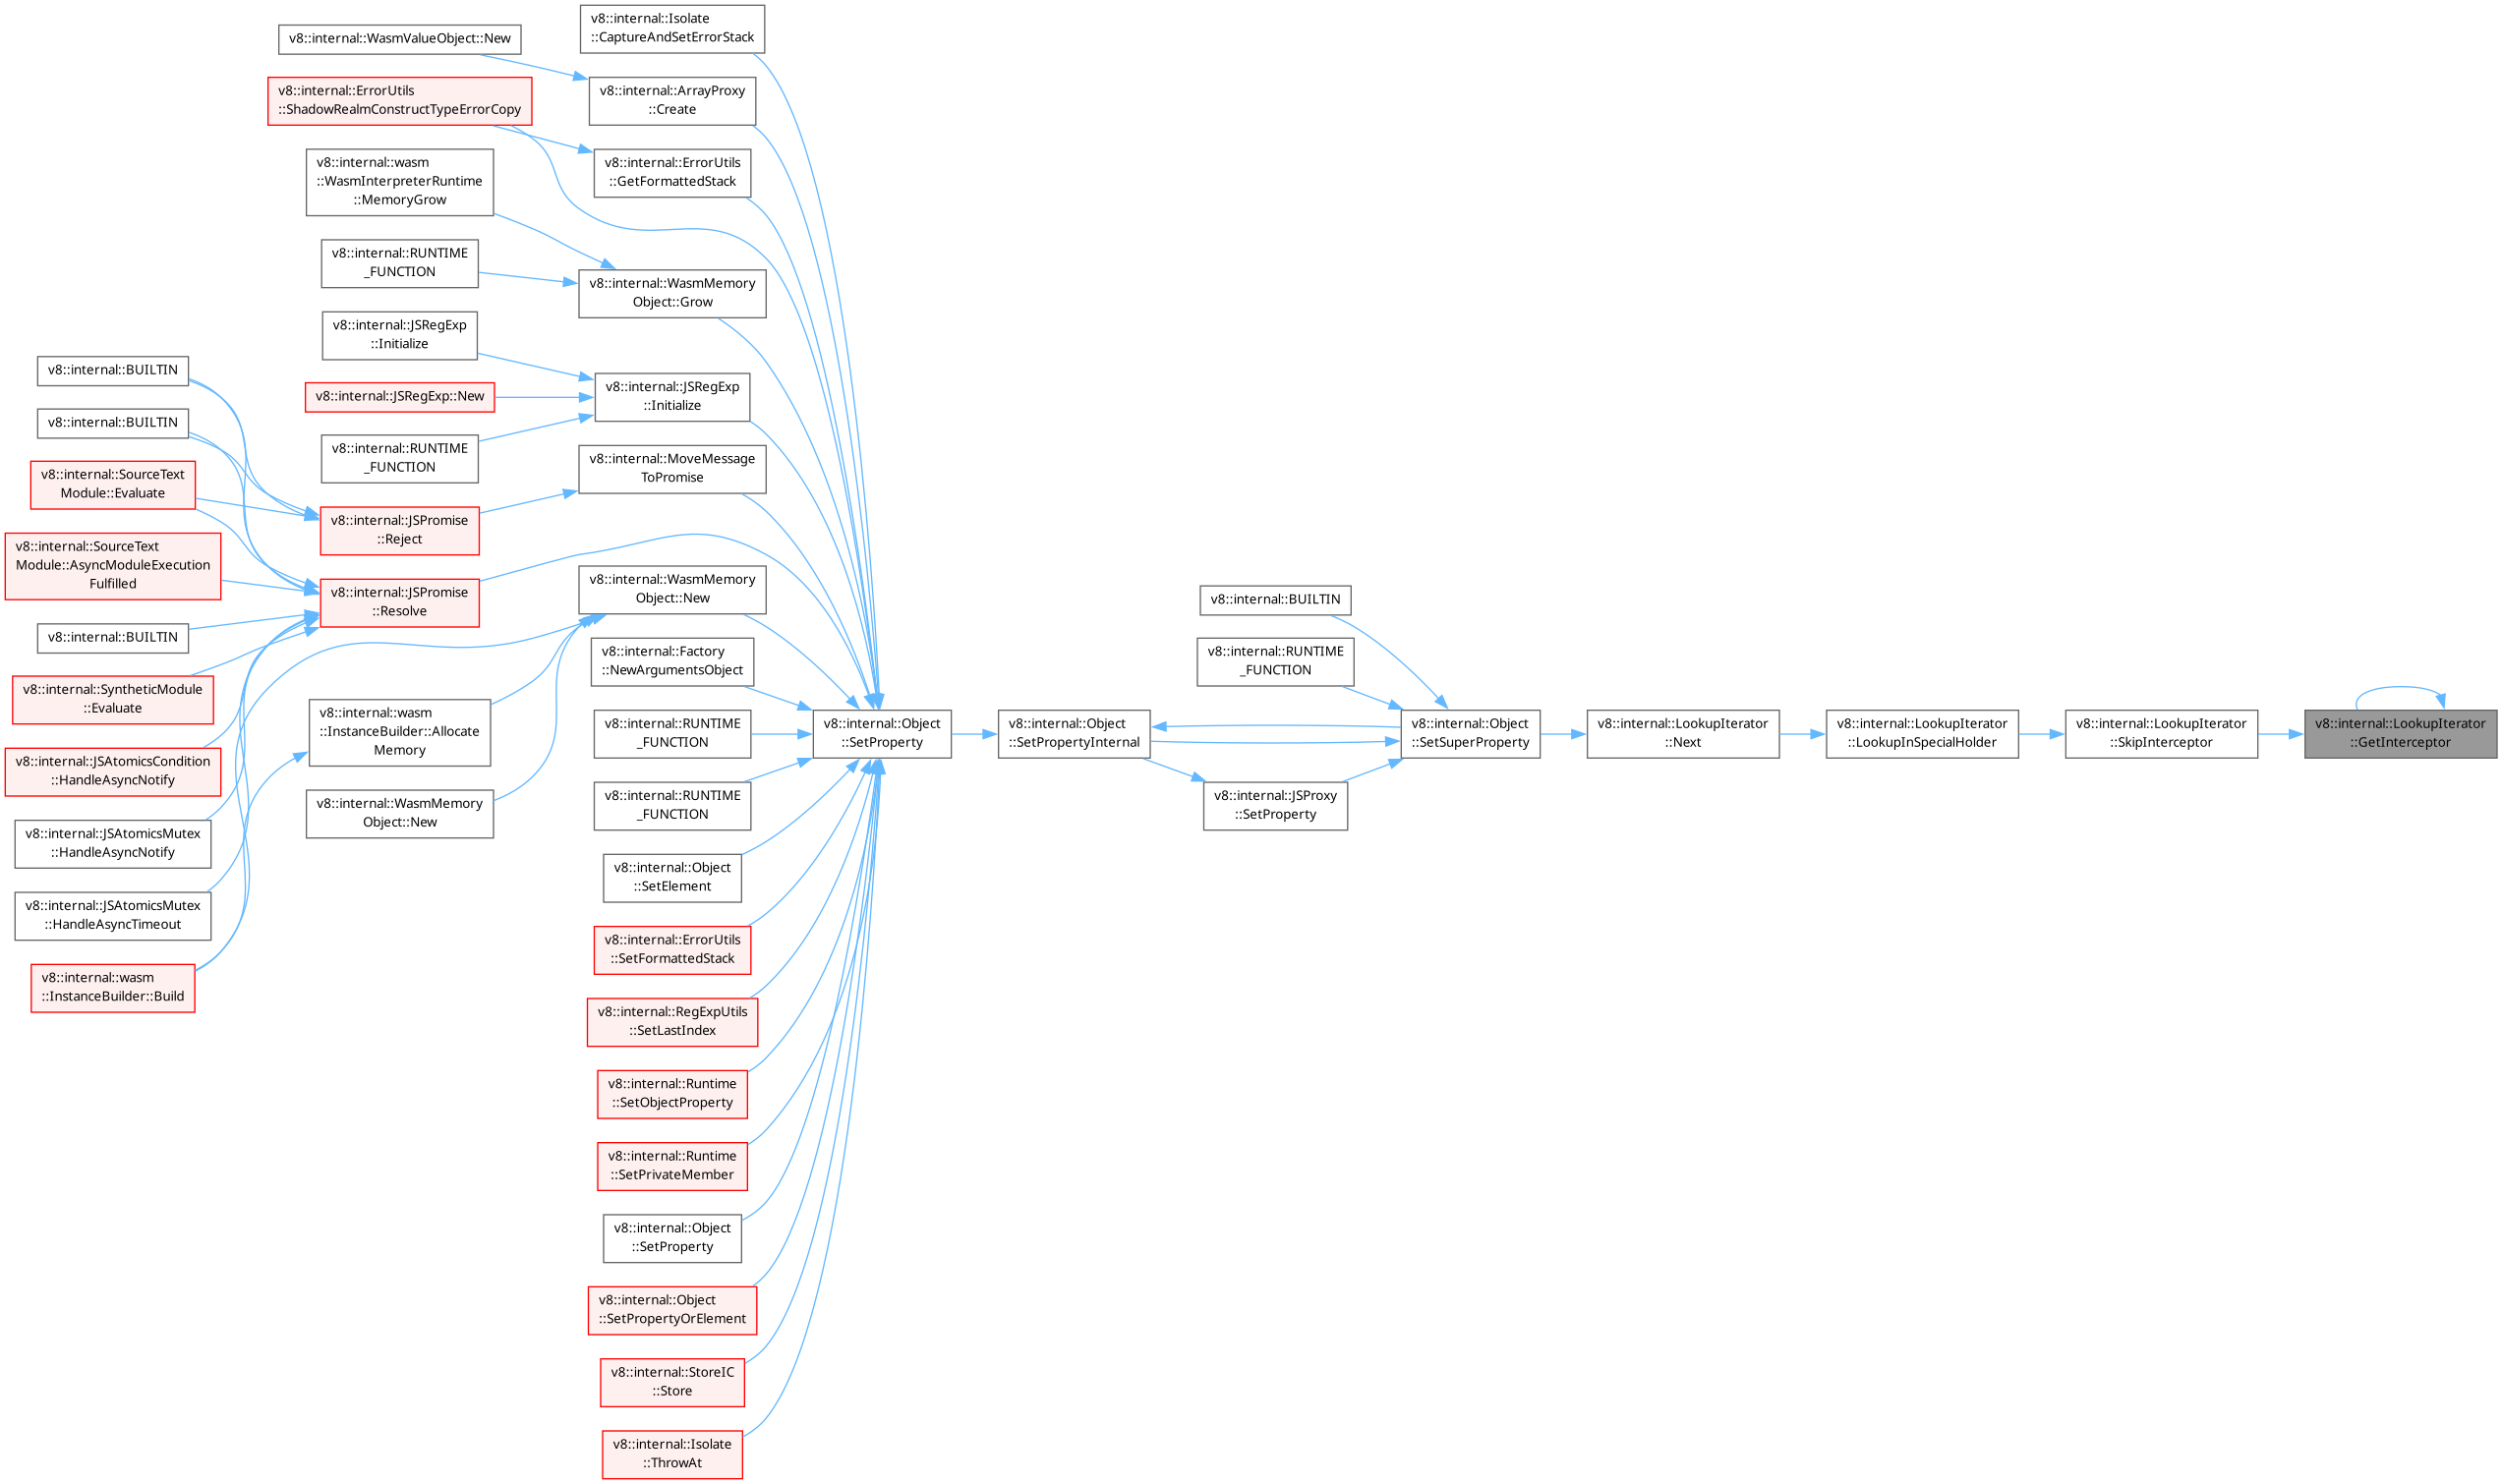 v8::internal::Isolate
::CaptureAndSetErrorStack
v8::internal::WasmValueObject::New
v8::internal::ErrorUtils
::ShadowRealmConstructTypeErrorCopy
v8::internal::ArrayProxy
::Create
v8::internal::wasm
::WasmInterpreterRuntime
::MemoryGrow
v8::internal::ErrorUtils
::GetFormattedStack
v8::internal::RUNTIME
_FUNCTION
v8::internal::WasmMemory
Object::Grow
v8::internal::JSRegExp
::Initialize
v8::internal::BUILTIN
v8::internal::JSRegExp::New
v8::internal::JSRegExp
::Initialize
v8::internal::BUILTIN
v8::internal::RUNTIME
_FUNCTION
v8::internal::MoveMessage
ToPromise
v8::internal::SourceText
Module::Evaluate
v8::internal::JSPromise
::Reject
v8::internal::SourceText
Module::AsyncModuleExecution
Fulfilled
v8::internal::JSPromise
::Resolve
v8::internal::WasmMemory
Object::New
v8::internal::BUILTIN
v8::internal::BUILTIN
v8::internal::Factory
::NewArgumentsObject
v8::internal::RUNTIME
_FUNCTION
v8::internal::SyntheticModule
::Evaluate
v8::internal::wasm
::InstanceBuilder::Allocate
Memory
v8::internal::RUNTIME
_FUNCTION
v8::internal::Object
::SetProperty
v8::internal::Object
::SetPropertyInternal
v8::internal::Object
::SetSuperProperty
v8::internal::LookupIterator
::Next
v8::internal::LookupIterator
::LookupInSpecialHolder
v8::internal::LookupIterator
::SkipInterceptor
v8::internal::LookupIterator
::GetInterceptor
v8::internal::JSAtomicsCondition
::HandleAsyncNotify
v8::internal::WasmMemory
Object::New
v8::internal::RUNTIME
_FUNCTION
v8::internal::JSProxy
::SetProperty
v8::internal::JSAtomicsMutex
::HandleAsyncNotify
v8::internal::Object
::SetElement
v8::internal::JSAtomicsMutex
::HandleAsyncTimeout
v8::internal::ErrorUtils
::SetFormattedStack
v8::internal::wasm
::InstanceBuilder::Build
v8::internal::RegExpUtils
::SetLastIndex
v8::internal::Runtime
::SetObjectProperty
v8::internal::Runtime
::SetPrivateMember
v8::internal::Object
::SetProperty
v8::internal::Object
::SetPropertyOrElement
v8::internal::StoreIC
::Store
v8::internal::Isolate
::ThrowAt